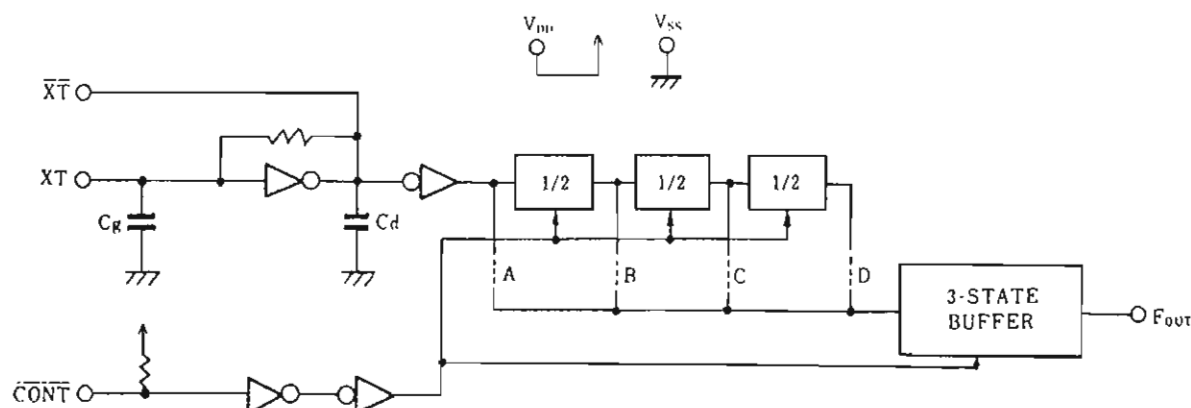 VDD
VSS
XT
XT
Cg
Cd
1/2
1/2
1/2
A
B
C
D
3-STATE
BUFFER
FOUT
CONT